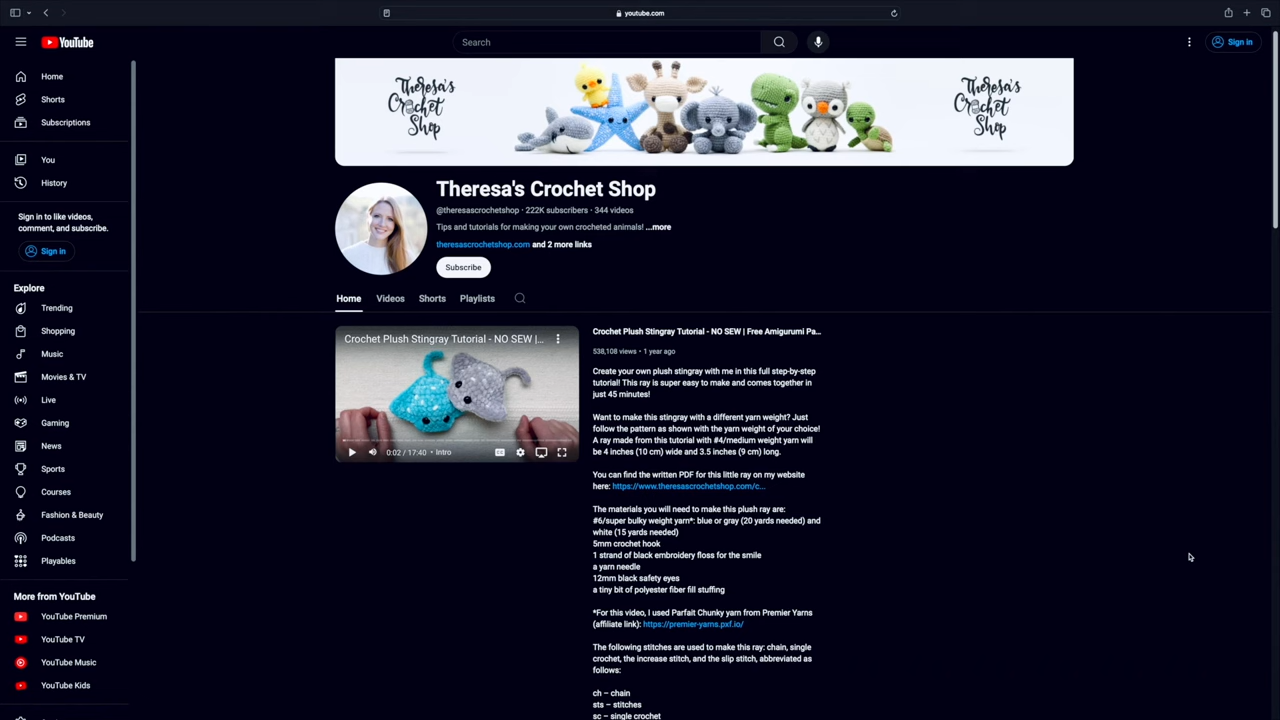 youtube.com
YouTube
Search
Sign in
Home
Shorts
Subscriptions
You
History
Sign in to like videos,
comment, and subscribe.
Sign in
Explore
Trending
Shopping
Music
Movies & TV
Live
Gaming
News
Sports
Courses
Fashion & Beauty
Podcasts
Playables
More from YouTube
YouTube Premium
YouTube TV
YouTube Music
YouTube Kids
Theresa's
Crochet
Shop
Theresa's
Crochet
Shop
Theresa's Crochet Shop
@theresascrochetshop · 222K subscribers · 344 videos
Tips and tutorials for making your own crocheted animals! ...more
theresascrochetshop.com and 2 more links
Subscribe
Home Videos Shorts Playlists
Crochet Plush Stingray Tutorial - NO SEW |...
0:02 / 17:40 · Intro
Crochet Plush Stingray Tutorial - NO SEW | Free Amigurumi Pa...
538,108 views · 1 year ago
Create your own plush stingray with me in this full step-by-step
tutorial! This ray is super easy to make and comes together in
just 45 minutes!
Want to make this stingray with a different yarn weight? Just
follow the pattern as shown with the yarn weight of your choice!
A ray made from this tutorial with #4/medium weight yarn will
be 4 inches (10 cm) wide and 3.5 inches (9 cm) long.
You can find the written PDF for this little ray on my website
here: https://www.theresascrochetshop.com/c...
The materials you will need to make this plush ray are:
#6/super bulky weight yarn*: blue or gray (20 yards needed) and
white (15 yards needed)
5mm crochet hook
1 strand of black embroidery floss for the smile
a yarn needle
12mm black safety eyes
a tiny bit of polyester fiber fill stuffing
*For this video, I used Parfait Chunky yarn from Premier Yarns
(affiliate link): https://premier-yarns.pxf.io/
The following stitches are used to make this ray: chain, single
crochet, the increase stitch, and the slip stitch, abbreviated as
follows:
ch – chain
sts – stitches
sc – single crochet